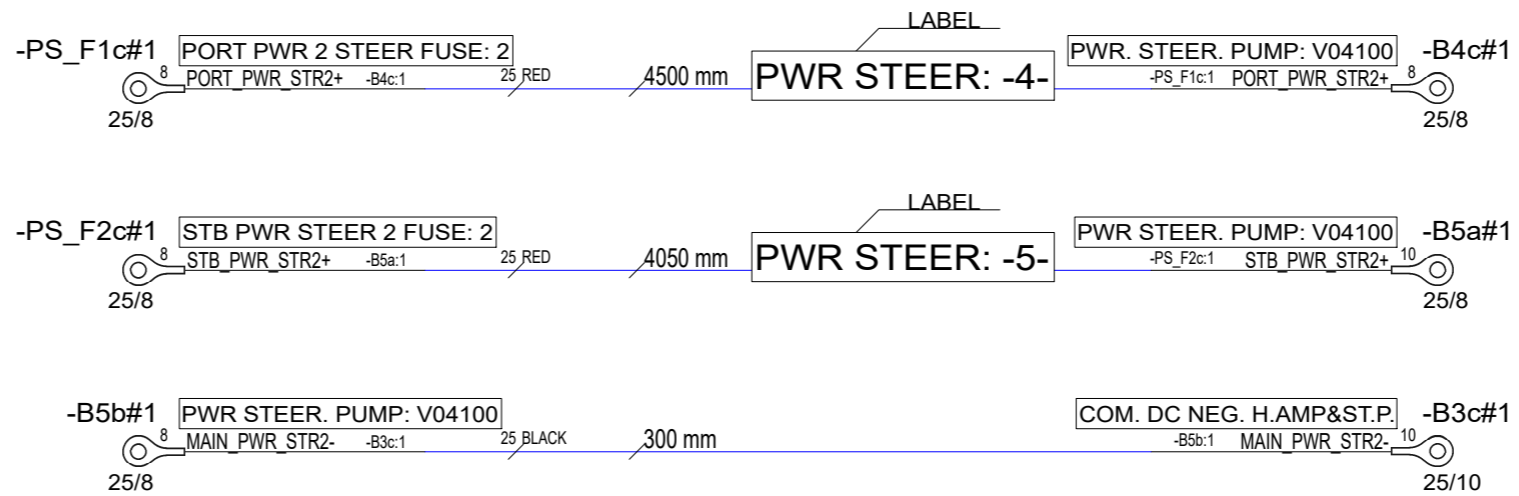 LABEL
-PS_F1c#1 PORT PWR 2 STEER FUSE: 2 PWR STEER: -4- PWR. STEER. PUMP: V04100 -B4c#1
8 PORT_PWR_STR2+ -B4c:1 25 RED 4500 mm -PS_F1c:1 PORT_PWR_STR2+ 8
25/8 25/8
LABEL
-PS_F2c#1 STB PWR STEER 2 FUSE: 2 PWR STEER: -5- PWR STEER. PUMP: V04100 -B5a#1
8 STB_PWR_STR2+ -B5a:1 25 RED 4050 mm -PS_F2c:1 STB_PWR_STR2+ 10
25/8 25/8
-B5b#1 PWR STEER. PUMP: V04100 COM. DC NEG. H.AMP&ST.P. -B3c#1
8 MAIN_PWR_STR2- -B3c:1 25 BLACK 300 mm -B5b:1 MAIN_PWR_STR2- 10
25/8 25/10